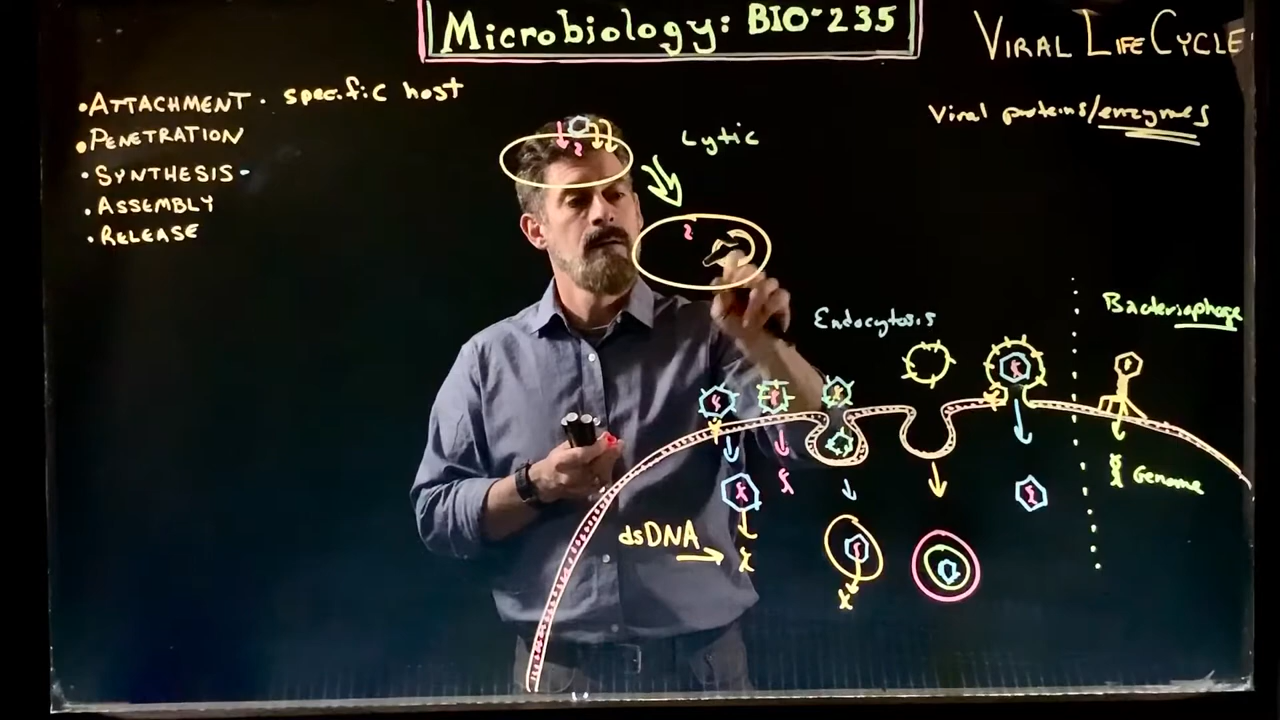 Microbiology: BIO-235
VIRAL LIFE CYCLE
• ATTACHMENT. specific host
• PENETRATION
• SYNTHESIS-
• ASSEMBLY
• RELEASE
Viral proteins/enzymes
Lytic
Endocytosis
Bacteriophage
Genome
dsDNA